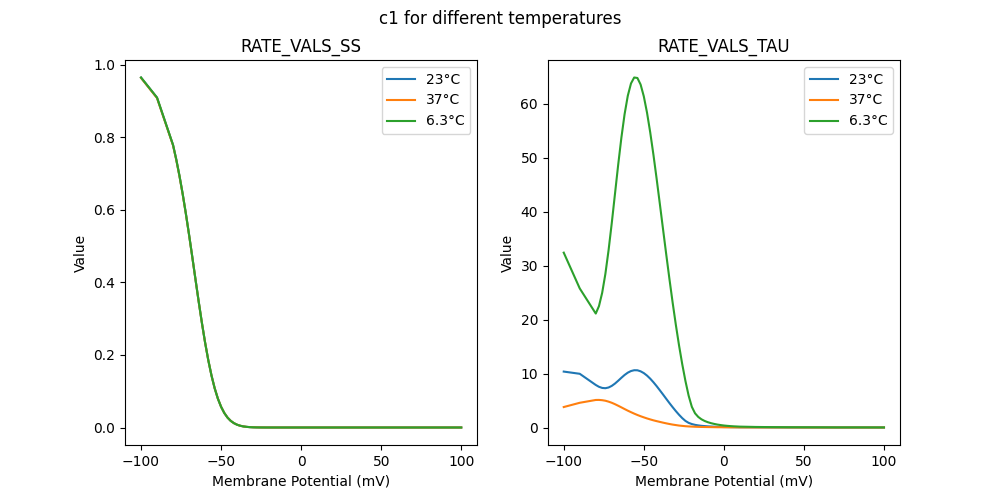 c1 for different temperatures
RATE_VALS_SS
RATE_VALS_TAU
1.0
0.8
0.6
0.4
0.2
0.0
Value
23°C
37°C
6.3°C
−100
−50
0
50
100
Membrane Potential (mV)
60
50
40
30
20
10
0
Value
23°C
37°C
6.3°C
−100
−50
0
50
100
Membrane Potential (mV)